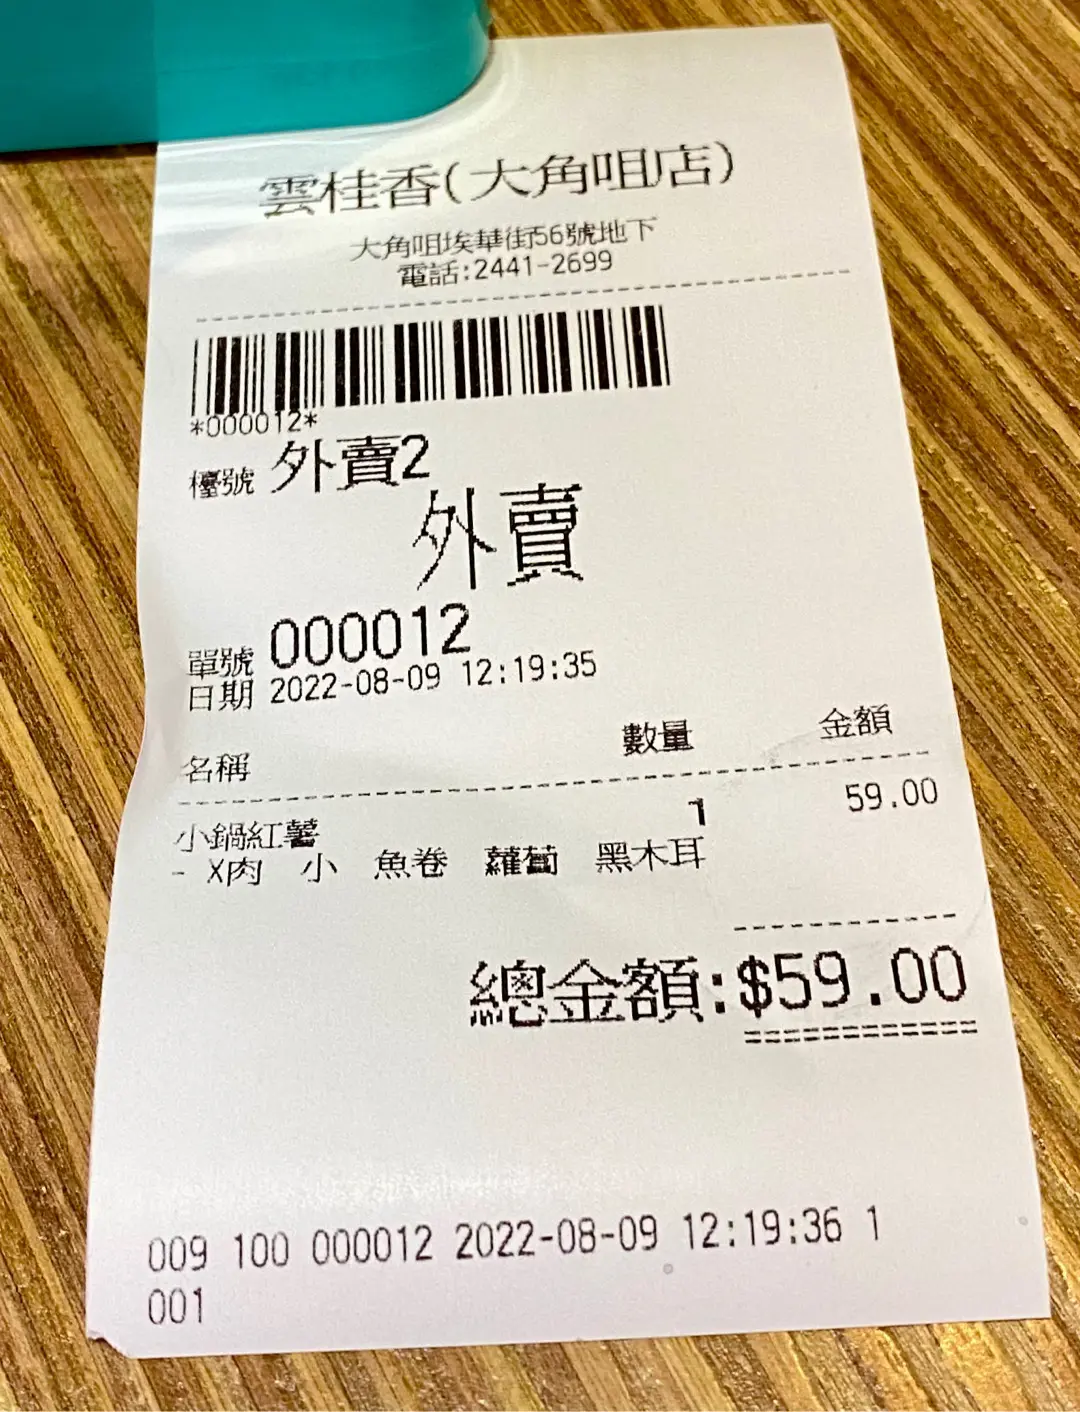 雲桂香(大角咀店)
大角咀埃華街56號地下
電話:2441-2699
*000012*
檯號 外賣2
外賣
單號 000012
日期 2022-08-09 12:19:35
名稱 數量 金額
小鍋紅薯 1 59.00
- X肉 小 魚卷 蘿蔔 黑木耳
總金額:$59.00
009 100 000012 2022-08-09 12:19:36 1
001